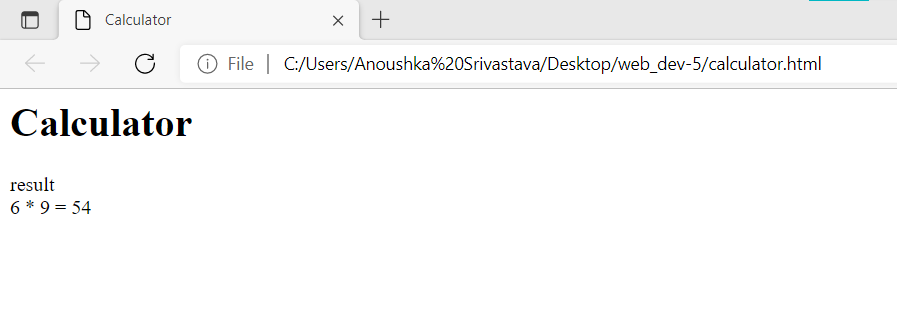 Calculator
File | C:/Users/Anoushka%20Srivastava/Desktop/web_dev-5/calculator.html
Calculator
result
6 * 9 = 54